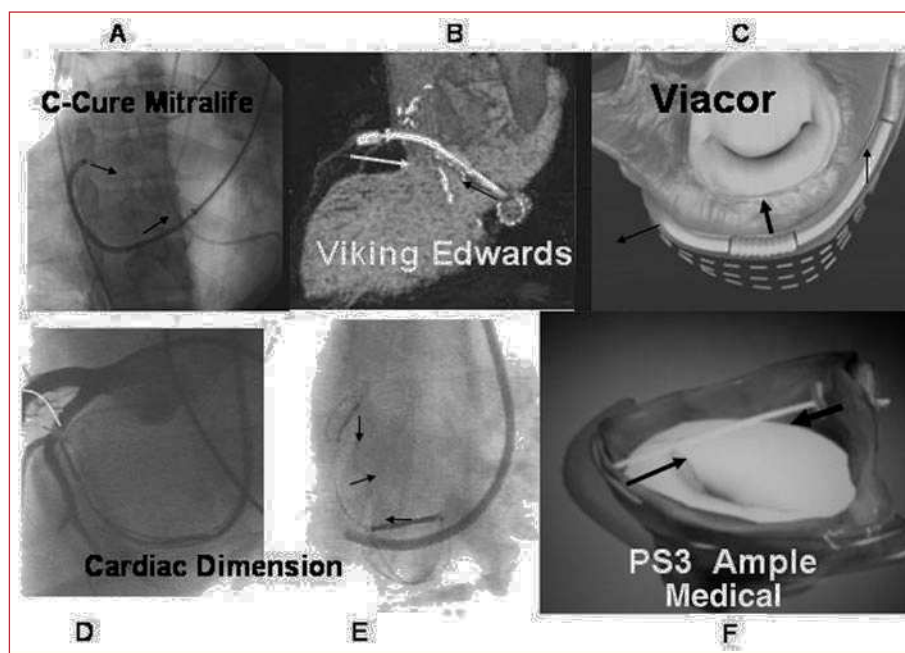 A
B
C
C-Cure Mitralife
Viking Edwards
Viacor
Cardiac Dimension
PS3 Ample
Medical
D
E
F